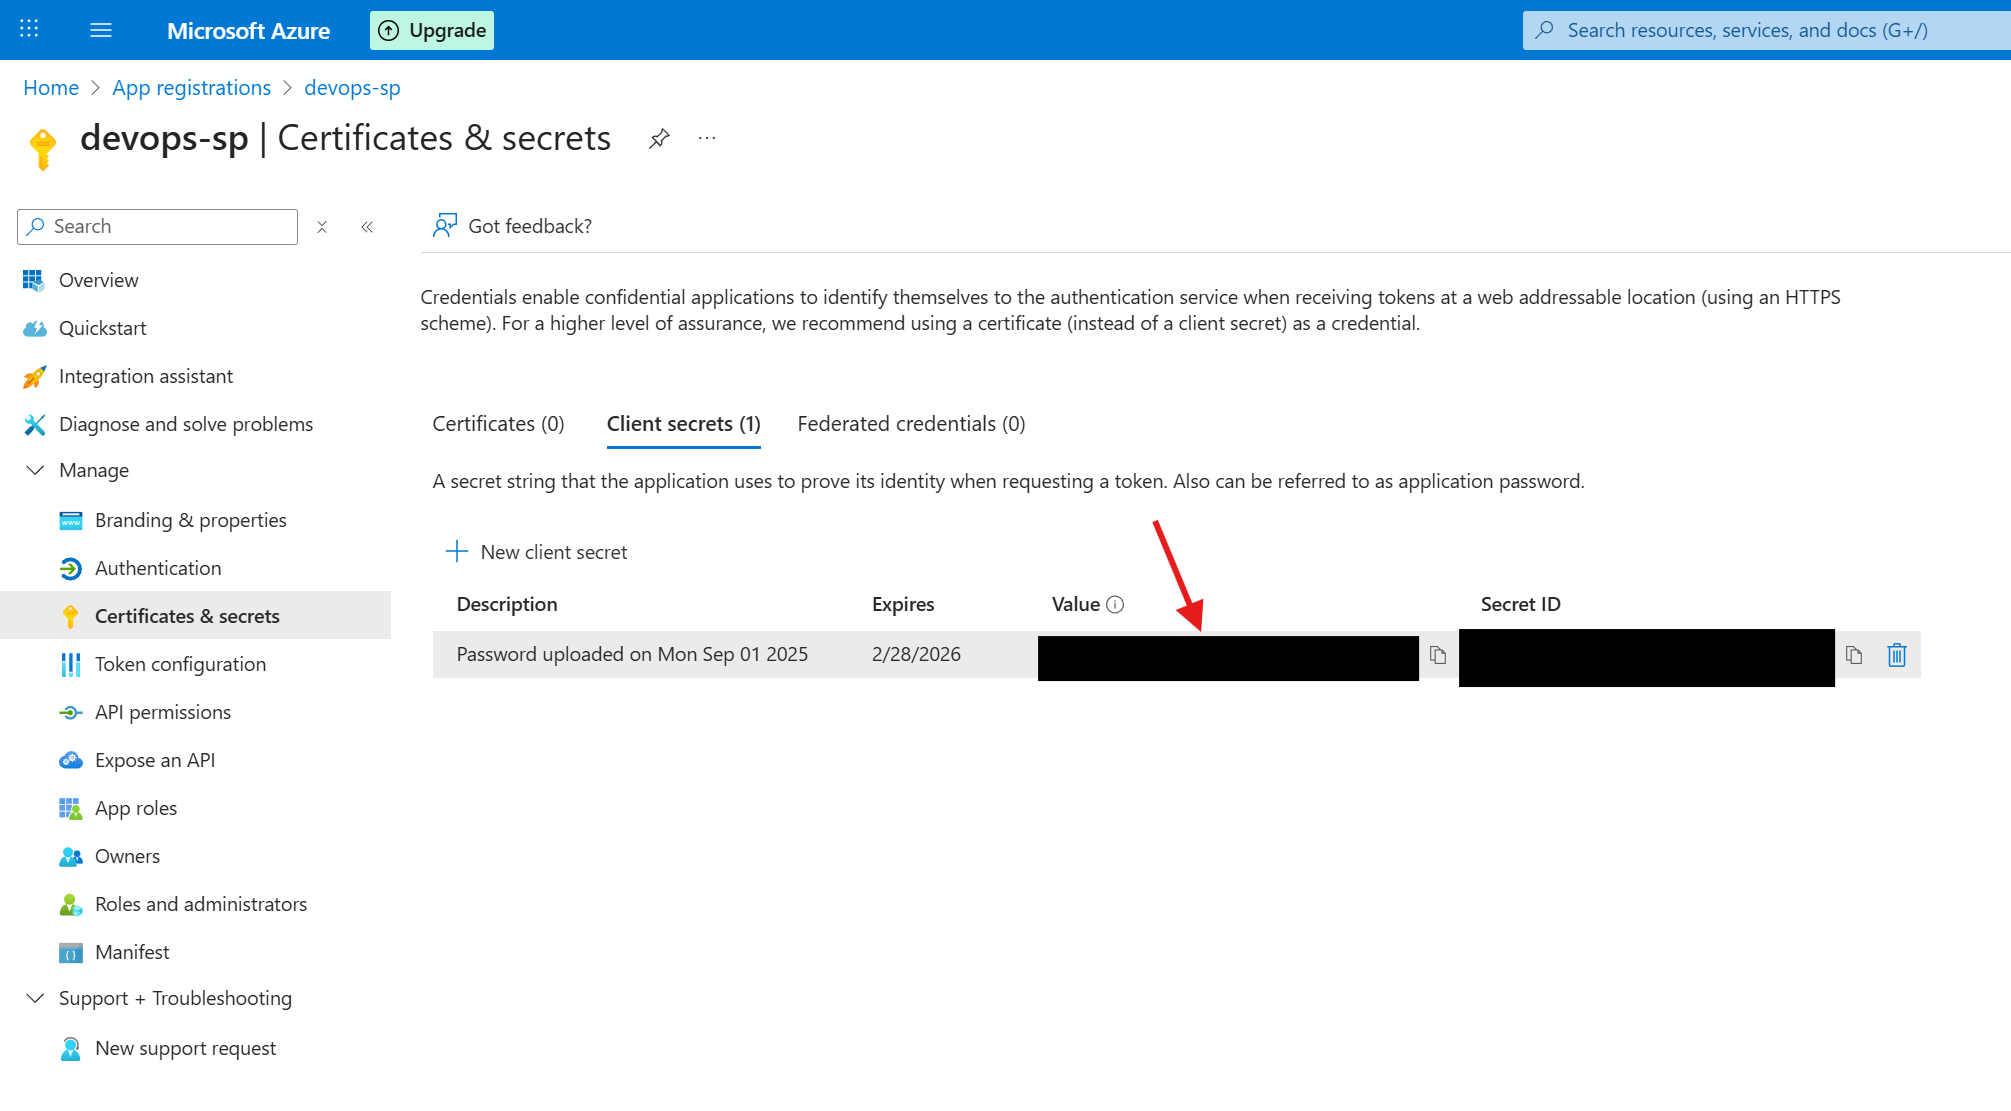 Microsoft Azure
Upgrade
Search resources, services, and docs (G+/)
Home > App registrations > devops-sp
devops-sp | Certificates & secrets
Search
Got feedback?
Overview
Quickstart
Integration assistant
Diagnose and solve problems
Manage
Branding & properties
Authentication
Certificates & secrets
Token configuration
API permissions
Expose an API
App roles
Owners
Roles and administrators
Manifest
Support + Troubleshooting
New support request
Credentials enable confidential applications to identify themselves to the authentication service when receiving tokens at a web addressable location (using an HTTPS
scheme). For a higher level of assurance, we recommend using a certificate (instead of a client secret) as a credential.
Certificates (0) Client secrets (1) Federated credentials (0)
A secret string that the application uses to prove its identity when requesting a token. Also can be referred to as application password.
New client secret
Description Expires Value Secret ID
Password uploaded on Mon Sep 01 2025 2/28/2026